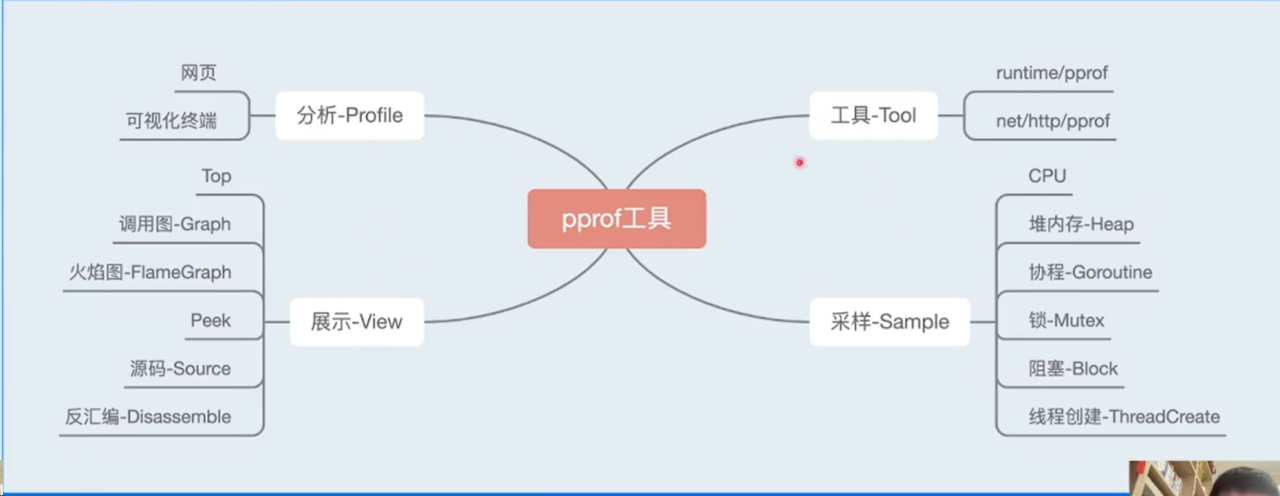 网页
可视化终端
分析-Profile
Top
调用图-Graph
火焰图-FlameGraph
Peek
源码-Source
反汇编-Disassemble
展示-View
pprof工具
工具-Tool
runtime/pprof
net/http/pprof
采样-Sample
CPU
堆内存-Heap
协程-Goroutine
锁-Mutex
阻塞-Block
线程创建-ThreadCreate